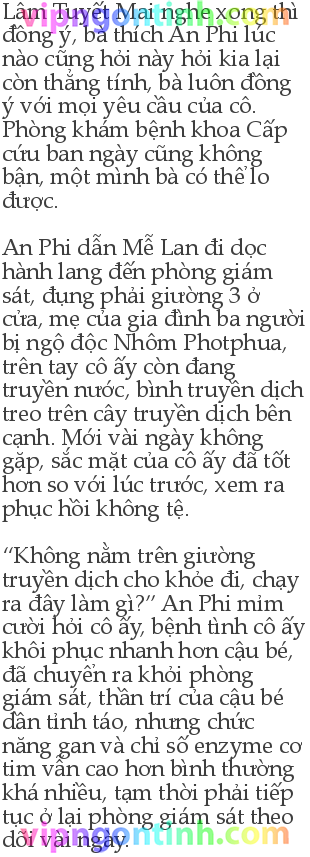 Lâm Tuyết Mai nghe xong thì
vipngontinh.com
đồng ý, bà thích An Phi lúc
nào cũng hỏi này hỏi kia lại
còn thẳng tính, bà luôn đồng
ý với mọi yêu cầu của cô.
Phòng khám bệnh khoa Cấp
cứu ban ngày cũng không
bận, một mình bà có thể lo
được.

An Phi dẫn Mễ Lan đi dọc
hành lang đến phòng giám
sát, đụng phải giường 3 ở
cửa, mẹ của gia đình ba người
bị ngộ độc Nhôm Photphua,
trên tay cô ấy còn đang
truyền nước, bình truyền dịch
treo trên cây truyền dịch bên
cạnh. Mới vài ngày không
gặp, sắc mặt của cô ấy đã tốt
hơn so với lúc trước, xem ra
phục hồi không tệ.

“Không nằm trên giường
truyền dịch cho khỏe đi, chạy
ra đây làm gì?” An Phi mỉm
cười hỏi cô ấy, bệnh tình cô ấy
khôi phục nhanh hơn cậu bé,
đã chuyển ra khỏi phòng
giám sát, thần trí của cậu bé
dần tỉnh táo, nhưng chức
năng gan và chỉ số enzyme cơ
tim vẫn cao hơn bình thường
khá nhiều, tạm thời phải tiếp
tục ở lại phòng giám sát theo
dõi vài ngày.
vipngontinh.com